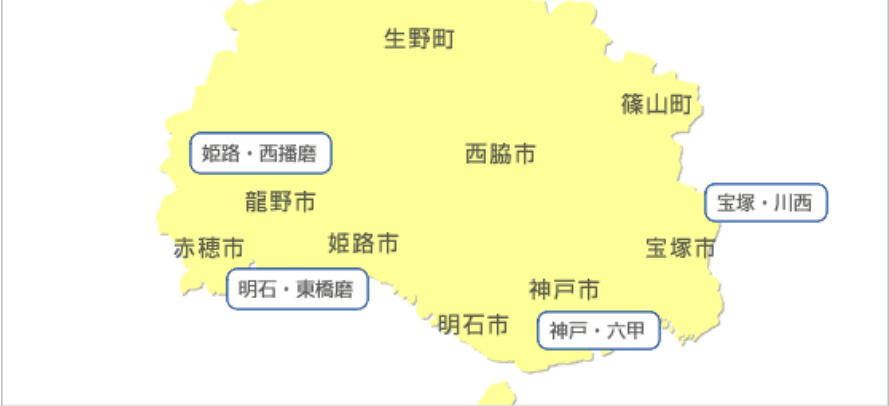 生野町
篠山町
姫路・西播磨
西脇市
龍野市
宝塚・川西
赤穂市
姫路市
宝塚市
明石・東橋磨
神戸市
明石市
神戸・六甲